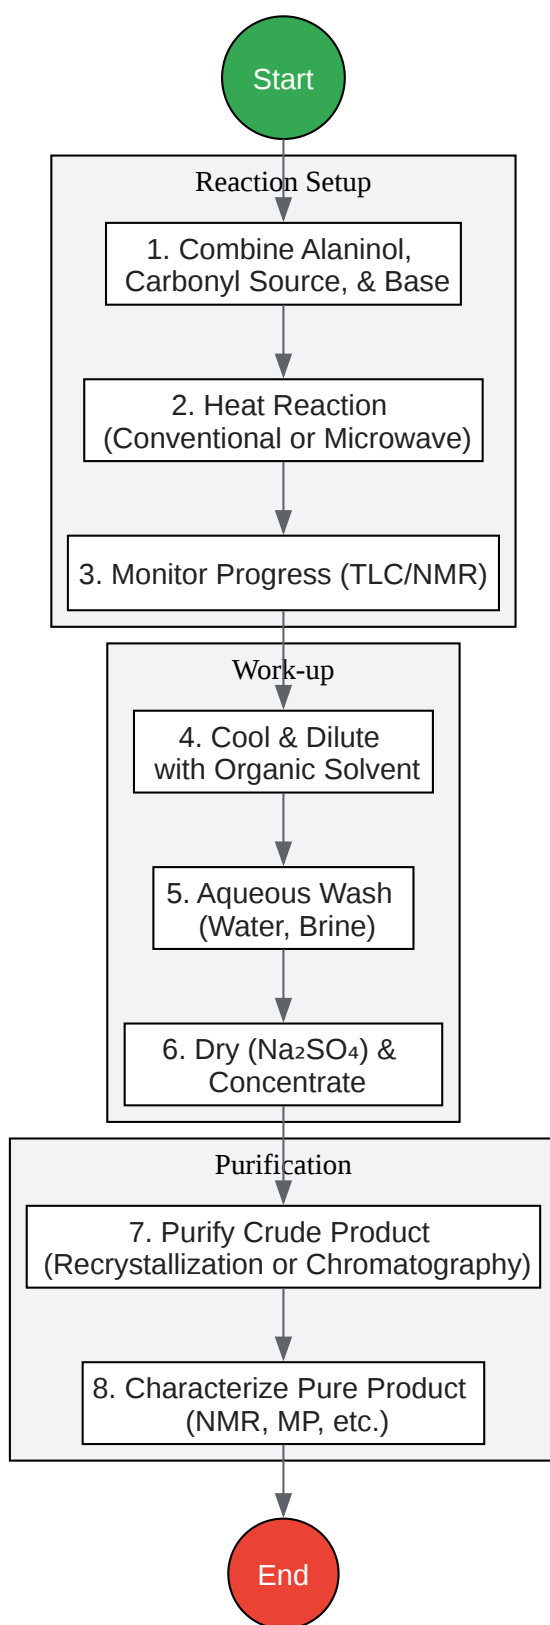 Start
Reaction Setup
1. Combine Alaninol,
Carbonyl Source, & Base
2. Heat Reaction
(Conventional or Microwave)
3. Monitor Progress (TLC/NMR)
Work-up
4. Cool & Dilute
with Organic Solvent
5. Aqueous Wash
(Water, Brine)
6. Dry (Na₂SO₄) &
Concentrate
Purification
7. Purify Crude Product
(Recrystallization or Chromatography)
8. Characterize Pure Product
(NMR, MP, etc.)
End